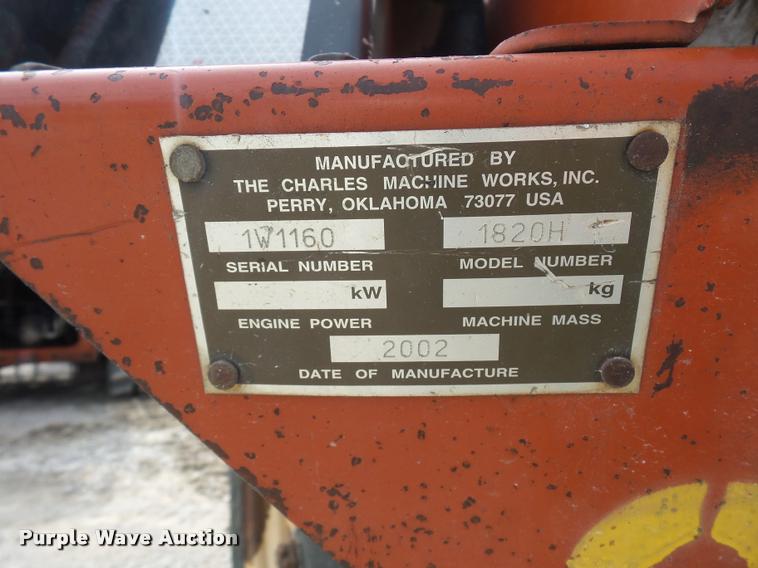 MANUFACTURED BY
THE CHARLES MACHINE WORKS, INC.
PERRY, OKLAHOMA 73077 USA
1W1160 1820H
SERIAL NUMBER MODEL NUMBER
kW kg
ENGINE POWER MACHINE MASS
2002
DATE OF MANUFACTURE
Purple Wave Auction